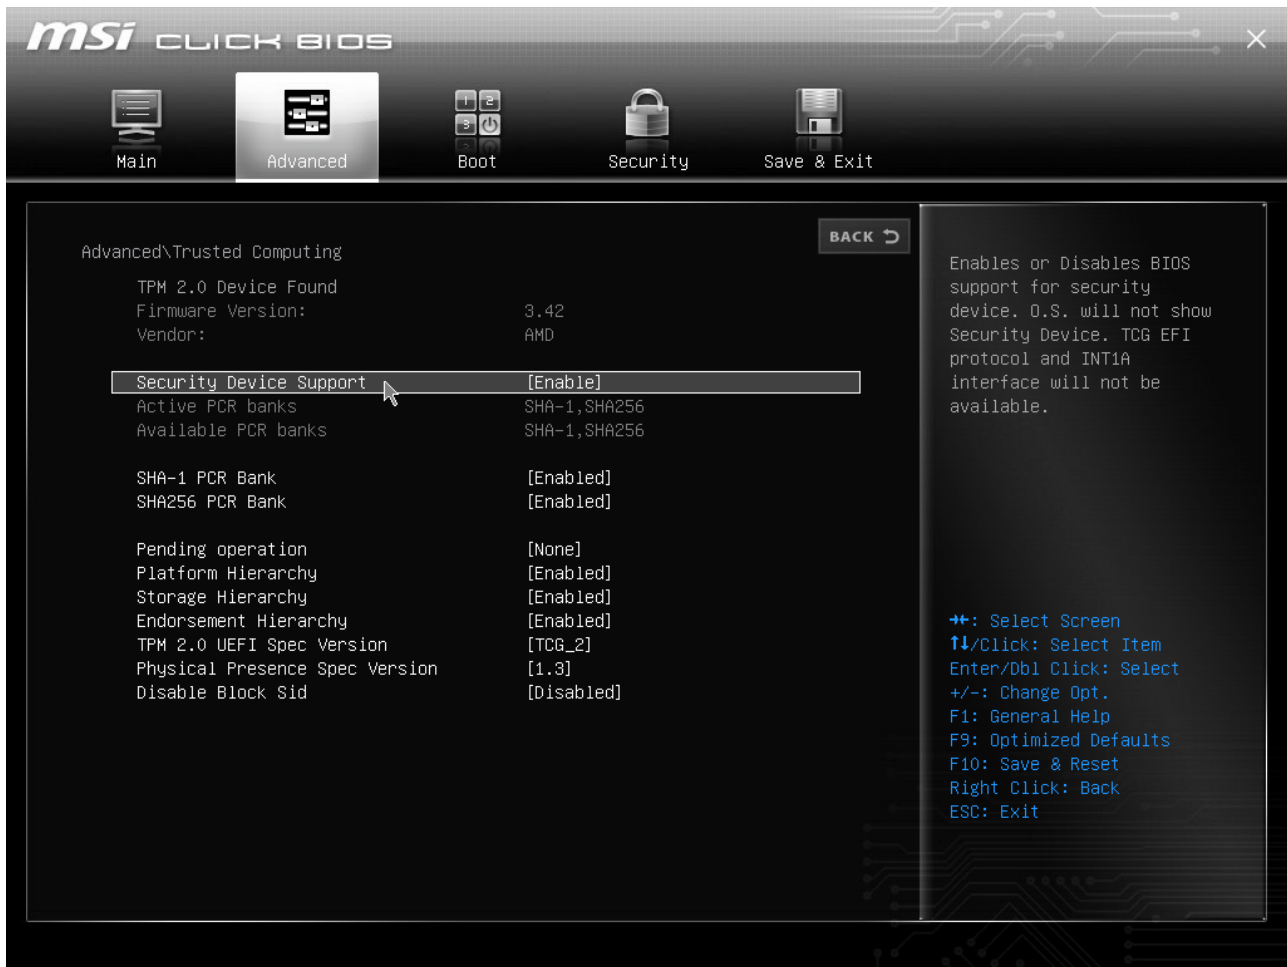 msi CLICK BIOS
1 2
3
Main Advanced Boot Security Save & Exit
BACK
Advanced\Trusted Computing
TPM 2.0 Device Found
Firmware Version: 3.42
Vendor: AMD
Security Device Support [Enable]
Active PCR banks SHA-1,SHA256
Available PCR banks SHA-1,SHA256
SHA-1 PCR Bank [Enabled]
SHA256 PCR Bank [Enabled]
Pending operation [None]
Platform Hierarchy [Enabled]
Storage Hierarchy [Enabled]
Endorsement Hierarchy [Enabled]
TPM 2.0 UEFI Spec Version [TCG_2]
Physical Presence Spec Version [1.3]
Disable Block Sid [Disabled]
Enables or Disables BIOS
support for security
device. O.S. will not show
Security Device. TCG EFI
protocol and INT1A
interface will not be
available.
→←: Select Screen
↑↓/Click: Select Item
Enter/Dbl Click: Select
+/-: Change Opt.
F1: General Help
F9: Optimized Defaults
F10: Save & Reset
Right Click: Back
ESC: Exit